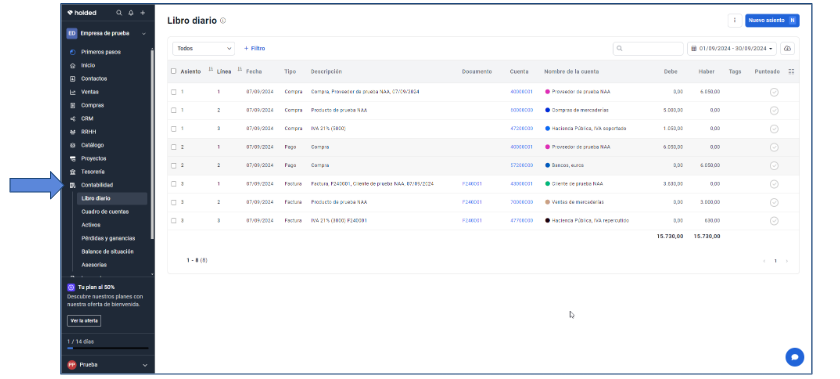 holded
Libro diario
Nuevo asiento N
ED Empresa de prueba
Primeros pasos
Inicio
Contactos
Ventas
Compras
CRM
RRHH
Catálogo
Proyectos
Tesorería
Contabilidad
Libro diario
Cuadro de cuentas
Activos
Pérdidas y ganancias
Balance de situación
Asesorías
Tu plan al 50%
Descubre nuestros planes con
nuestra oferta de bienvenida.
Ver la oferta
1 / 14 días
PP Prueba
Todos + Filtro 01/09/2024 - 30/09/2024
Asiento Línea Fecha Tipo Descripción Documento Cuenta Nombre de la cuenta Debe Haber Tags Punteado
1 1 07/09/2024 Compra Compra, Proveedor de prueba NAA, 07/09/2024 40000001 Proveedor de prueba NAA 0,00 6.050,00
1 2 07/09/2024 Compra Producto de prueba NAA 60000000 Compras de mercaderías 5.000,00 0,00
1 3 07/09/2024 Compra IVA 21% (5000) 47200000 Hacienda Pública, IVA soportado 1.050,00 0,00
2 1 07/09/2024 Pago Compra 40000001 Proveedor de prueba NAA 6.050,00 0,00
2 2 07/09/2024 Pago Compra 57200000 Bancos, euros 0,00 6.050,00
3 1 07/09/2024 Factura Factura, F240001, Cliente de prueba NAA, 07/09/2024 F240001 43000001 Cliente de prueba NAA 3.630,00 0,00
3 2 07/09/2024 Factura Producto de prueba NAA F240001 70000000 Ventas de mercaderías 0,00 3.000,00
3 3 07/09/2024 Factura IVA 21% (3000) F240001 F240001 47700000 Hacienda Pública, IVA repercutido 0,00 630,00
15.730,00 15.730,00
1 - 8 (8) 1